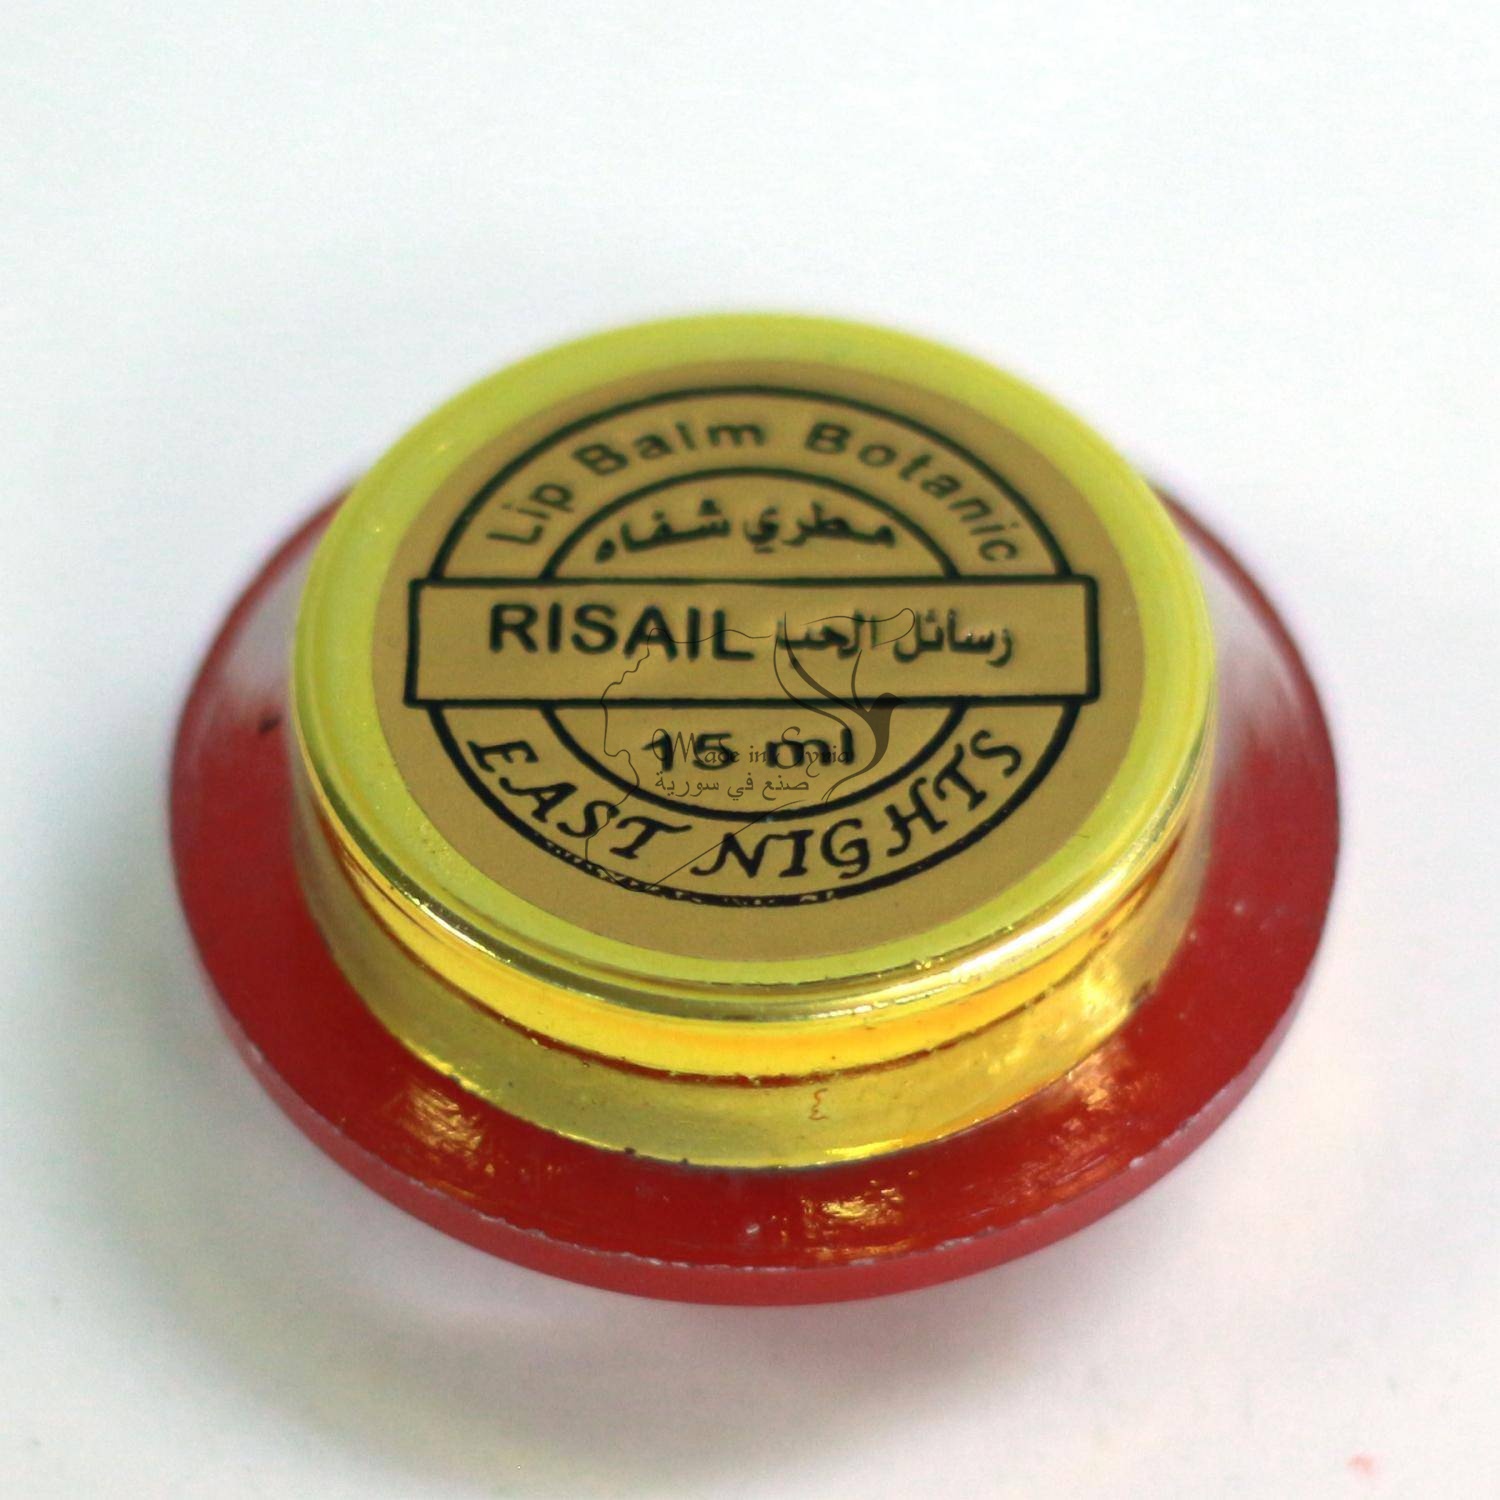 Lip Balm Botanic
مطري شفاه
RISAIL رسائل الحب
15 ml
Made in Syria
صنع في سورية
EAST NIGHTS